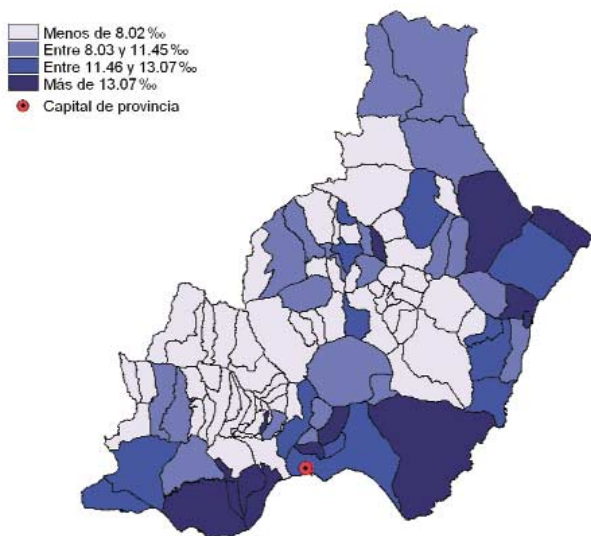 Menos de 8.02 ‰
Entre 8.03 y 11.45 ‰
Entre 11.46 y 13.07 ‰
Más de 13.07 ‰
Capital de provincia